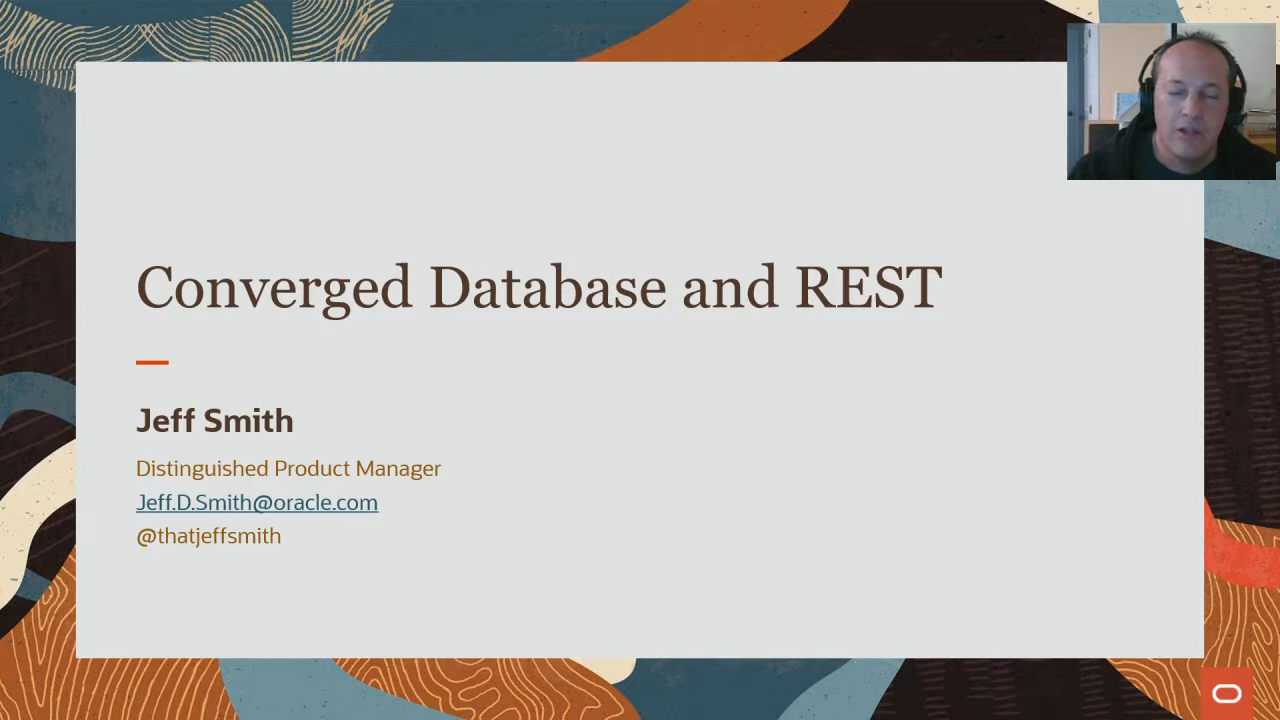 Converged Database and REST
Jeff Smith
Distinguished Product Manager
Jeff.D.Smith@oracle.com
@thatjeffsmith